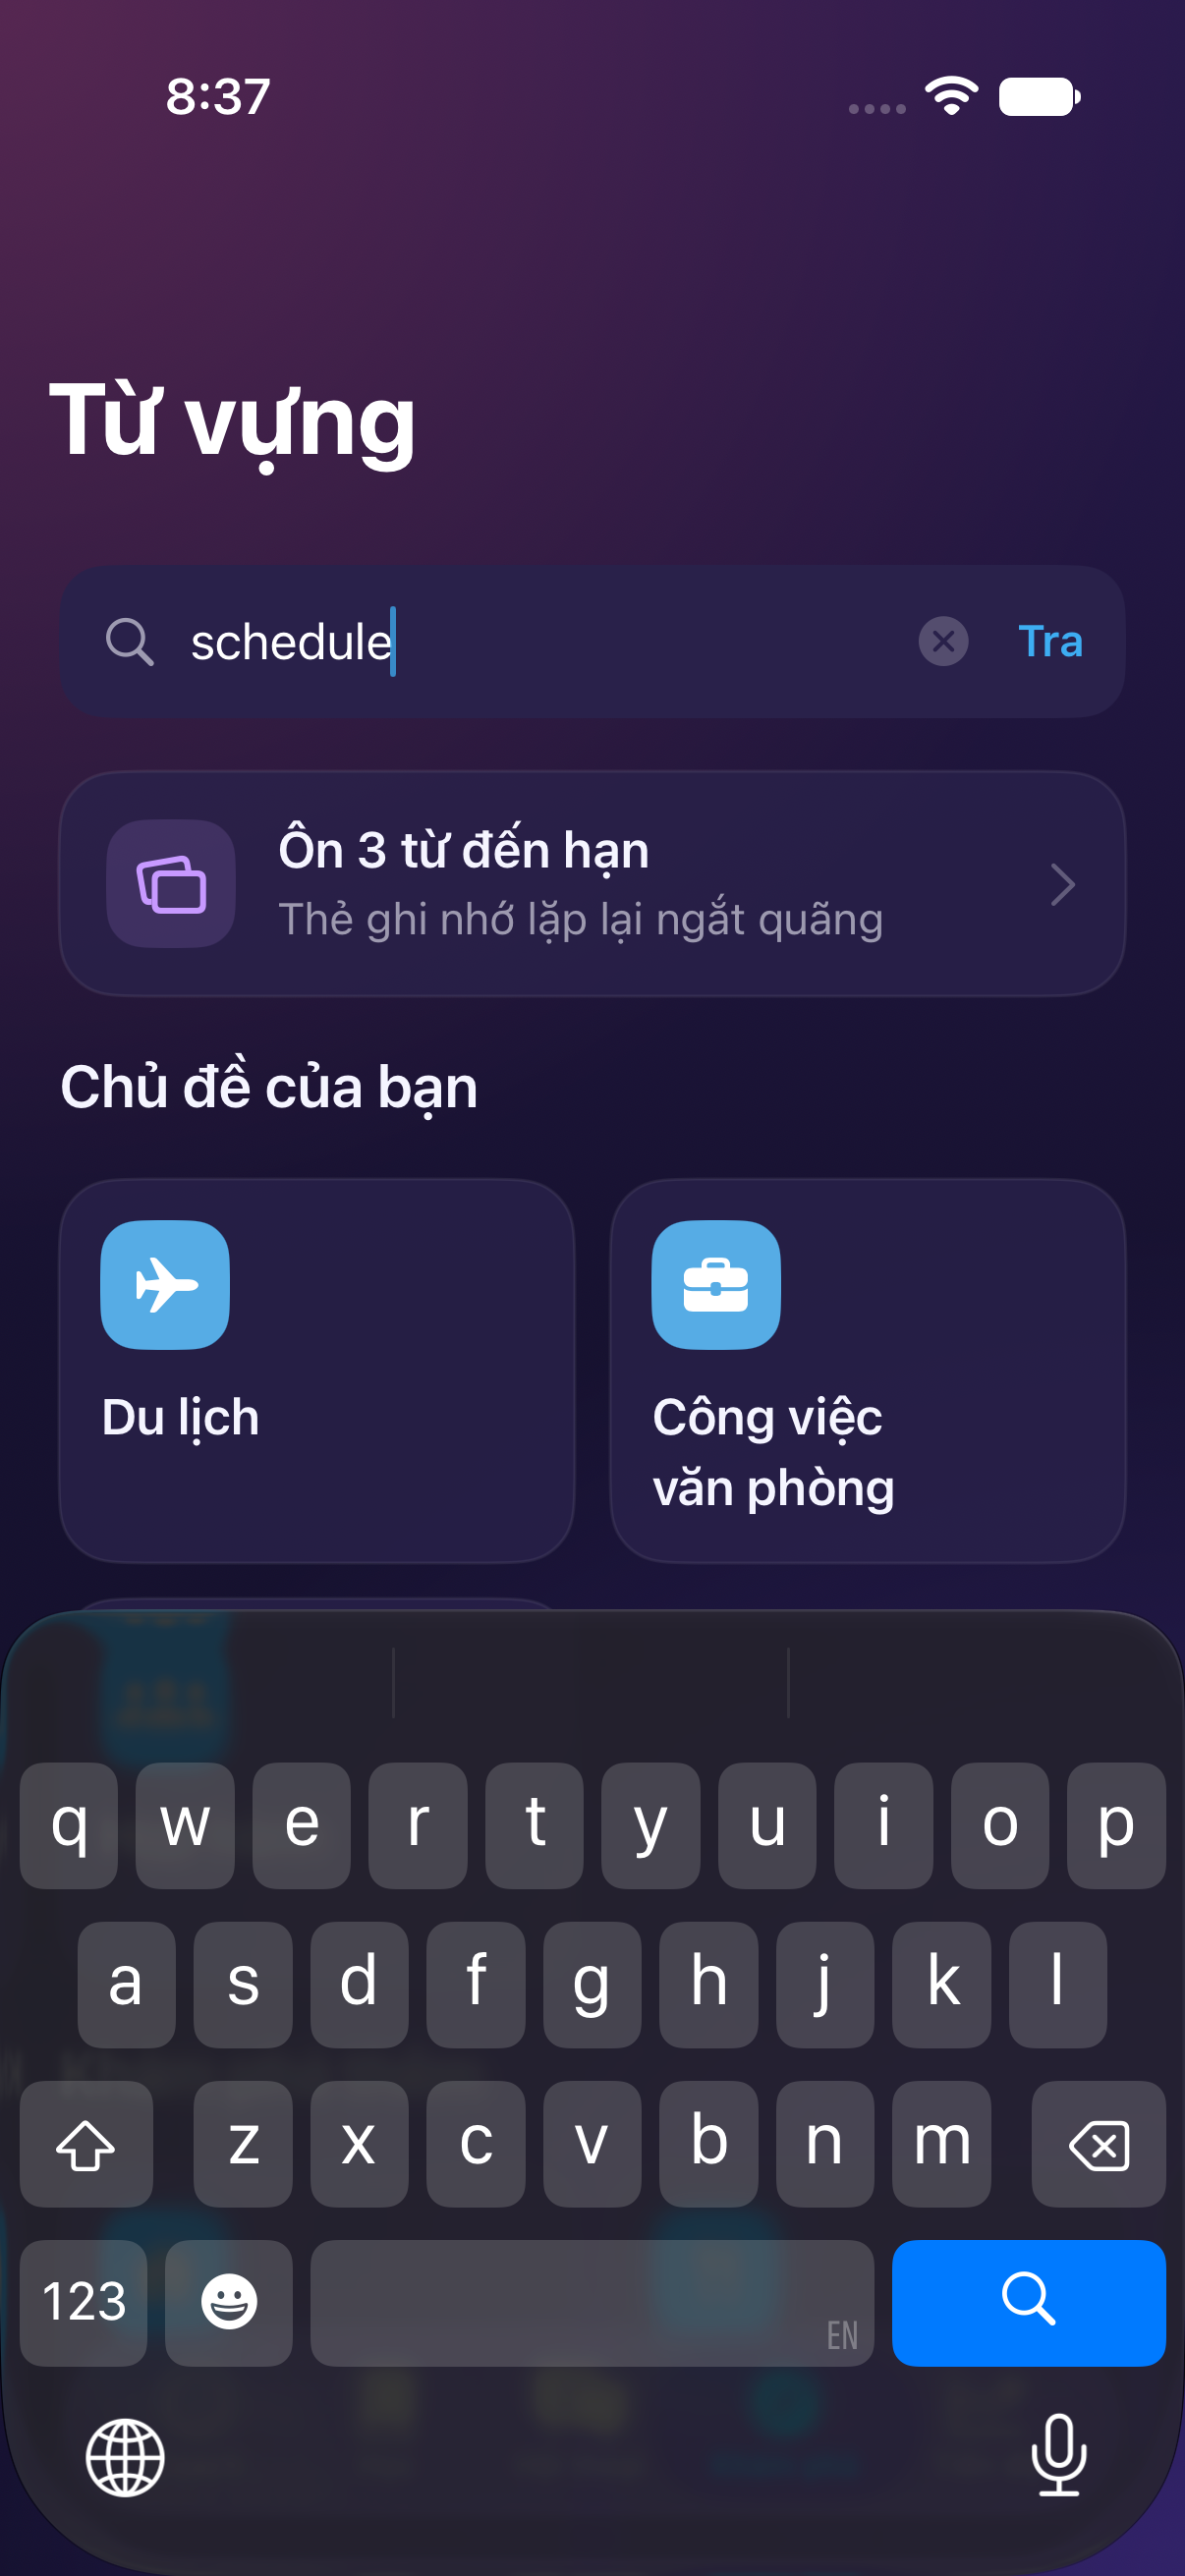 8:37
Từ vựng
schedule
Tra
Ôn 3 từ đến hạn
Thẻ ghi nhớ lặp lại ngắt quãng
Chủ đề của bạn
Du lịch
Công việc
văn phòng
q w e r t y u i o p
a s d f g h j k l
z x c v b n m
123
EN